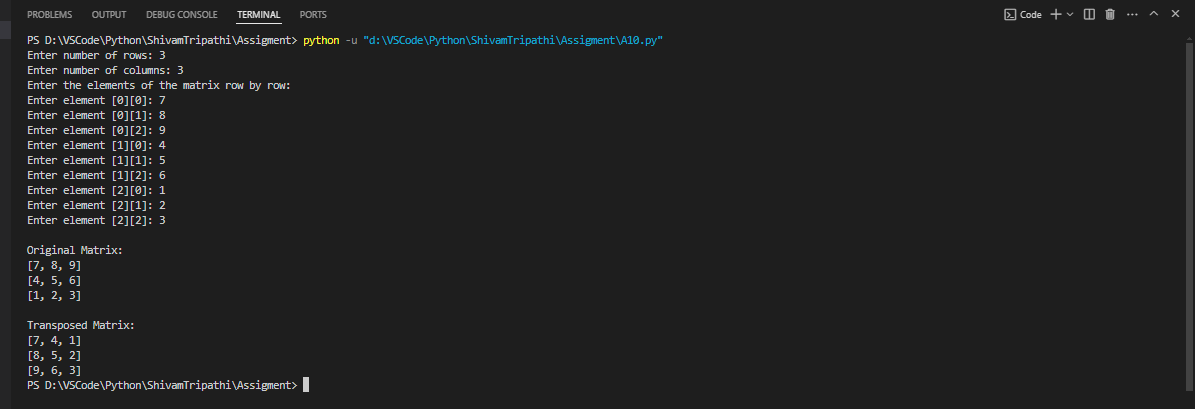 PROBLEMS OUTPUT DEBUG CONSOLE TERMINAL PORTS Code
PS D:\VSCode\Python\ShivamTripathi\Assigment> python -u "d:\VSCode\Python\ShivamTripathi\Assigment\A10.py"
Enter number of rows: 3
Enter number of columns: 3
Enter the elements of the matrix row by row:
Enter element [0][0]: 7
Enter element [0][1]: 8
Enter element [0][2]: 9
Enter element [1][0]: 4
Enter element [1][1]: 5
Enter element [1][2]: 6
Enter element [2][0]: 1
Enter element [2][1]: 2
Enter element [2][2]: 3
Original Matrix:
[7, 8, 9]
[4, 5, 6]
[1, 2, 3]
Transposed Matrix:
[7, 4, 1]
[8, 5, 2]
[9, 6, 3]
PS D:\VSCode\Python\ShivamTripathi\Assigment>